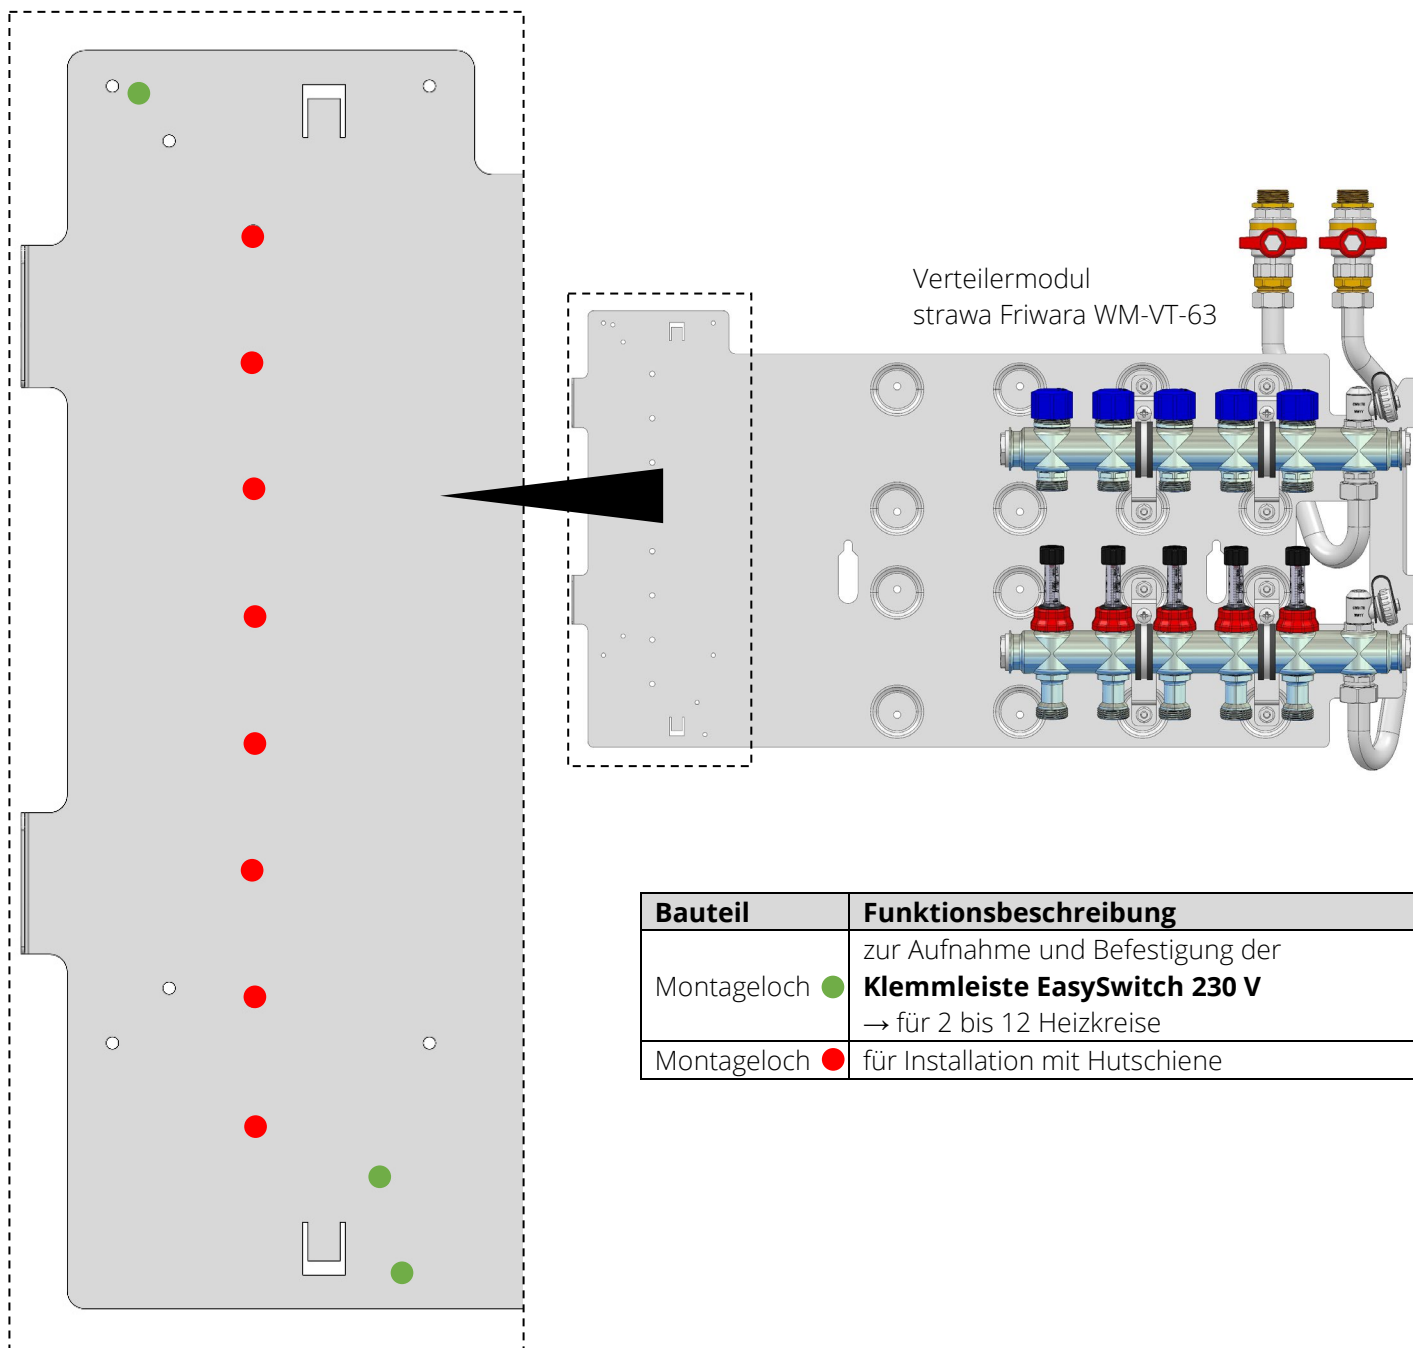 Verteilermodul
strawa Friwara WM-VT-63
Bauteil Funktionsbeschreibung
Montageloch zur Aufnahme und Befestigung der
Klemmleiste EasySwitch 230 V
→ für 2 bis 12 Heizkreise
Montageloch für Installation mit Hutschiene